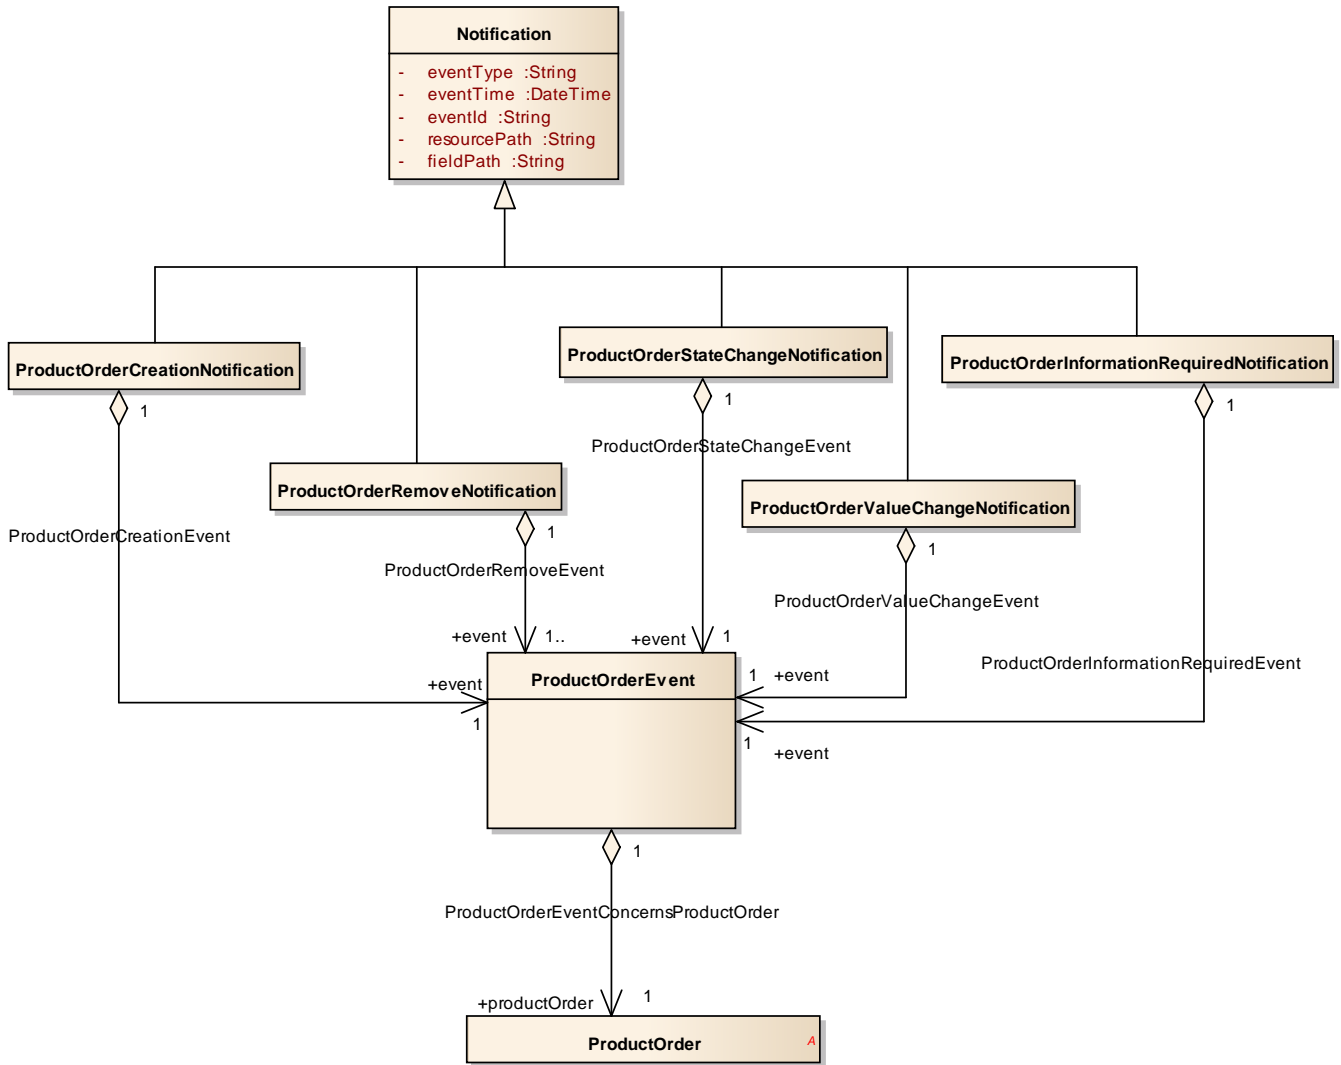 Notification
- eventType :String
- eventTime :DateTime
- eventId :String
- resourcePath :String
- fieldPath :String
ProductOrderCreationNotification
1
ProductOrderStateChangeNotification
1
ProductOrderInformationRequiredNotification
1
ProductOrderStateChangeEvent
ProductOrderRemoveNotification
1
ProductOrderValueChangeNotification
1
ProductOrderCreationEvent
ProductOrderRemoveEvent
ProductOrderValueChangeEvent
ProductOrderInformationRequiredEvent
+event 1..
+event 1
+event
1
1 +event
1
+event
ProductOrderEvent
1
ProductOrderEventConcernsProductOrder
+productOrder 1
ProductOrder
A